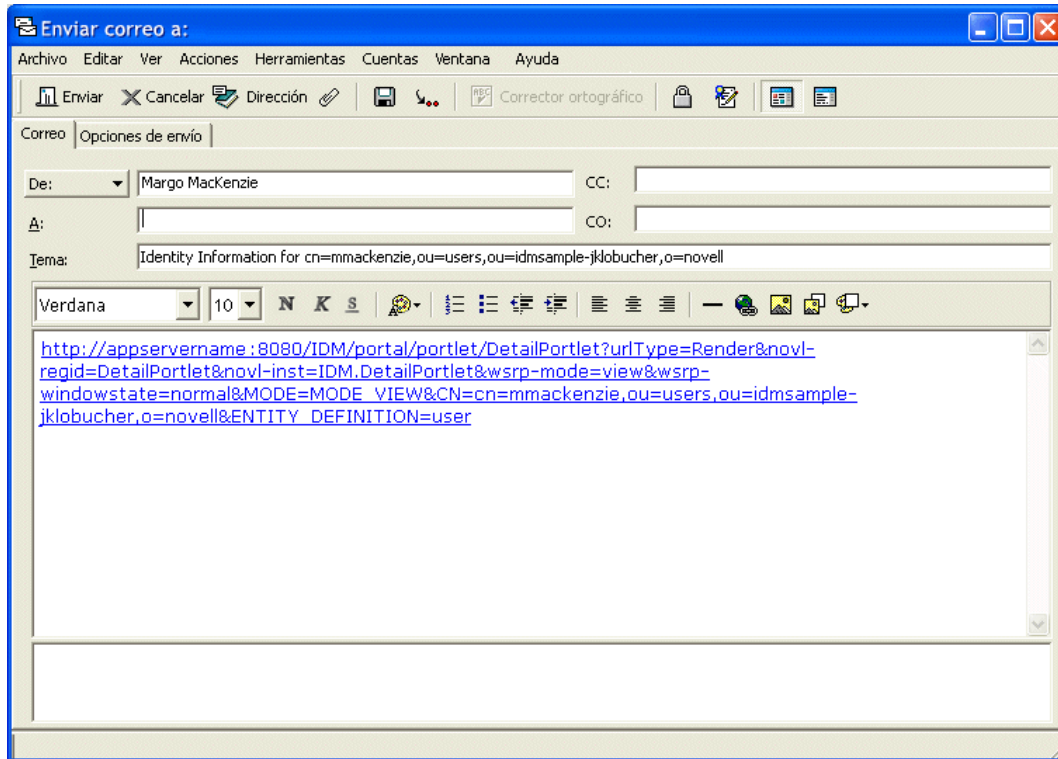 Enviar correo a:
Archivo Editar Ver Acciones Herramientas Cuentas Ventana Ayuda
Enviar Cancelar Dirección ABC Corrector ortográfico
Correo Opciones de envío
De: Margo MacKenzie CC:
A: CO:
Tema: Identity Information for cn=mmackenzie,ou=users,ou=idmsample-jklobucher,o=novell
Verdana 10 N K S
http://appservername:8080/IDM/portal/portlet/DetailPortlet?urlType=Render&novl-
regid=DetailPortlet&novl-inst=IDM.DetailPortlet&wsrp-mode=view&wsrp-
windowstate=normal&MODE=MODE_VIEW&CN=cn=mmackenzie,ou=users,ou=idmsample-
jklobucher,o=novell&ENTITY_DEFINITION=user